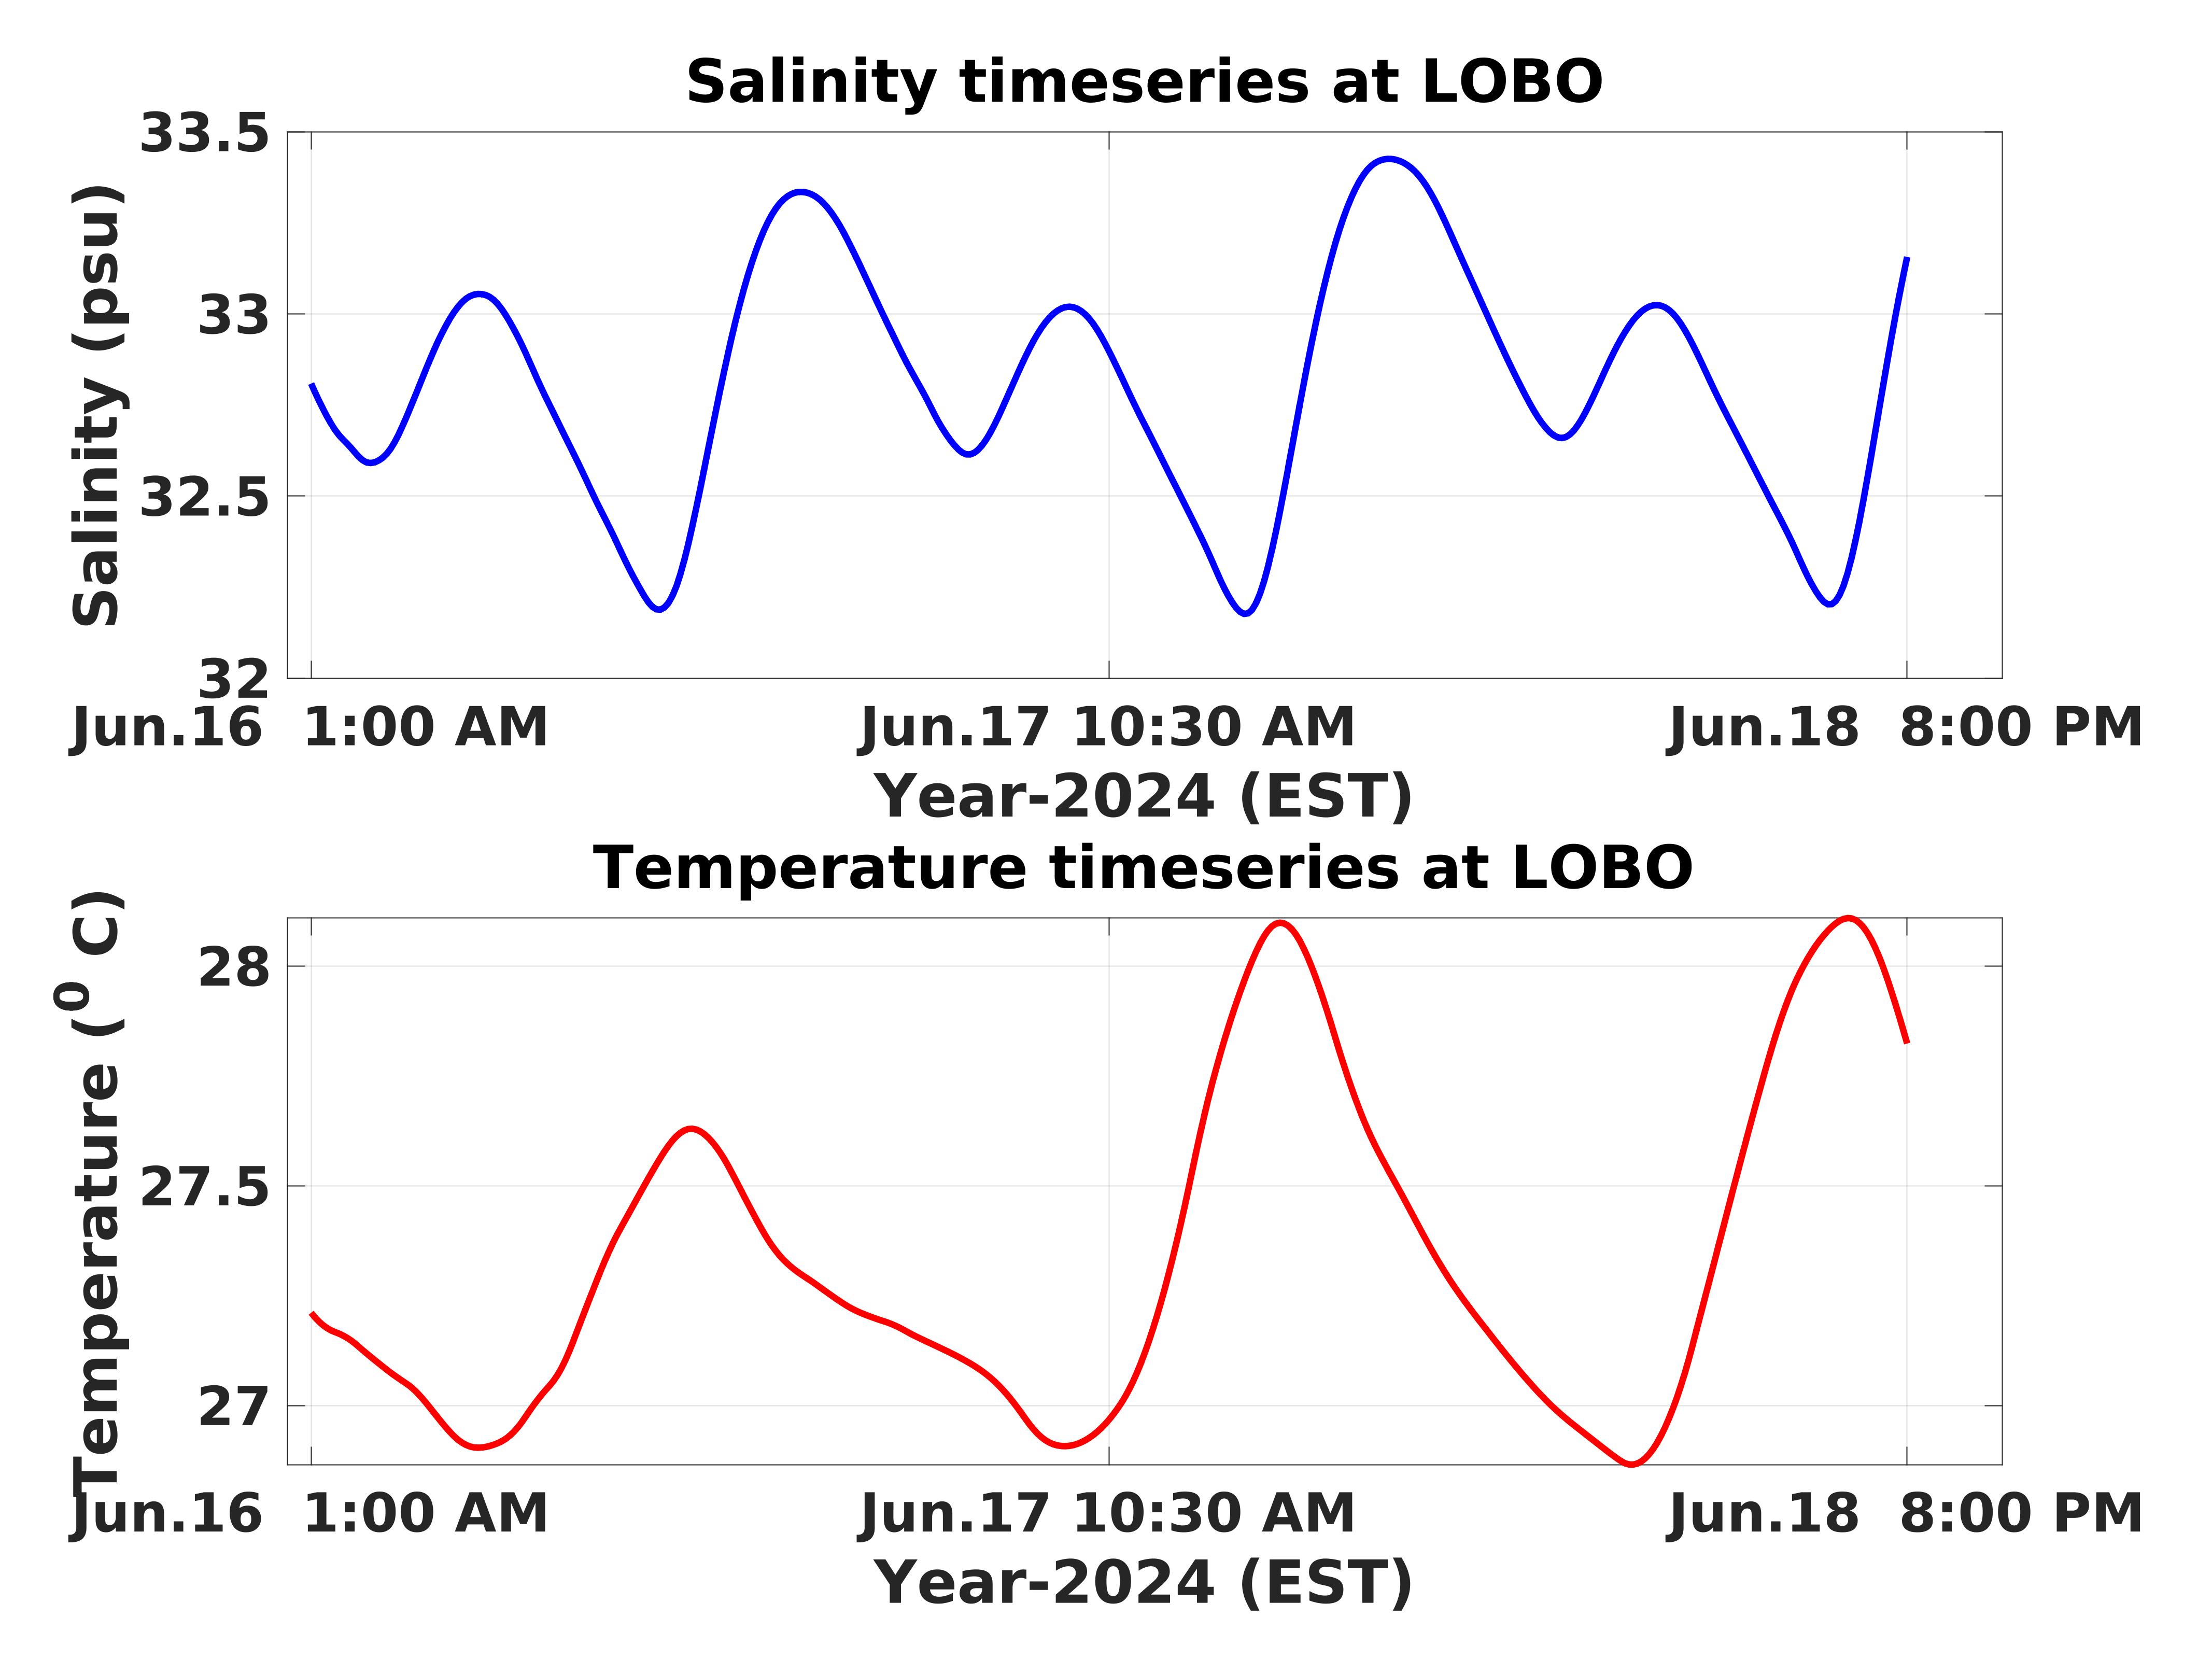 Salinity timeseries at LOBO
Salinity (psu)
33.5
33
32.5
32
Jun.16  1:00 AM
Jun.17 10:30 AM
Jun.18  8:00 PM
Year-2024 (EST)
Temperature timeseries at LOBO
Temperature (⁰ C)
28
27.5
27
Jun.16  1:00 AM
Jun.17 10:30 AM
Jun.18  8:00 PM
Year-2024 (EST)